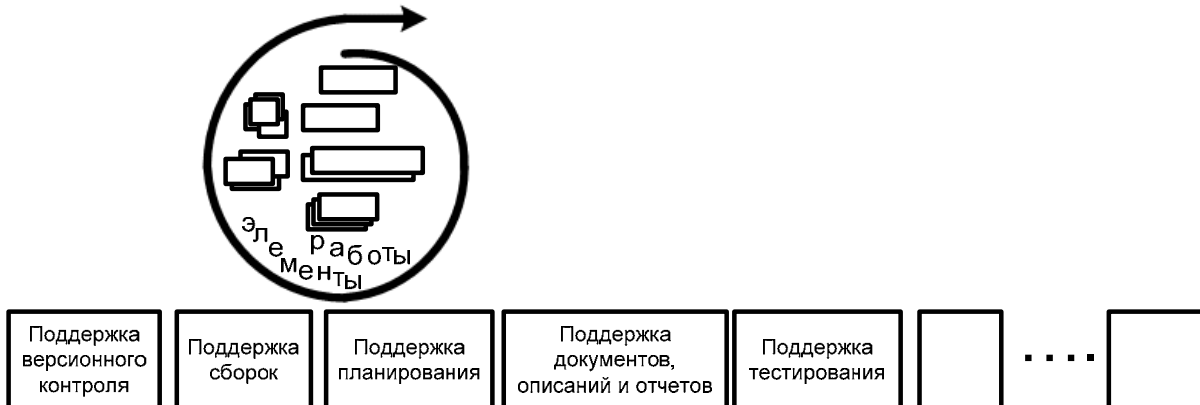 элементы
работы
Поддержка
версионного
контроля
Поддержка
сборок
Поддержка
планирования
Поддержка
документов,
описаний и отчетов
Поддержка
тестирования